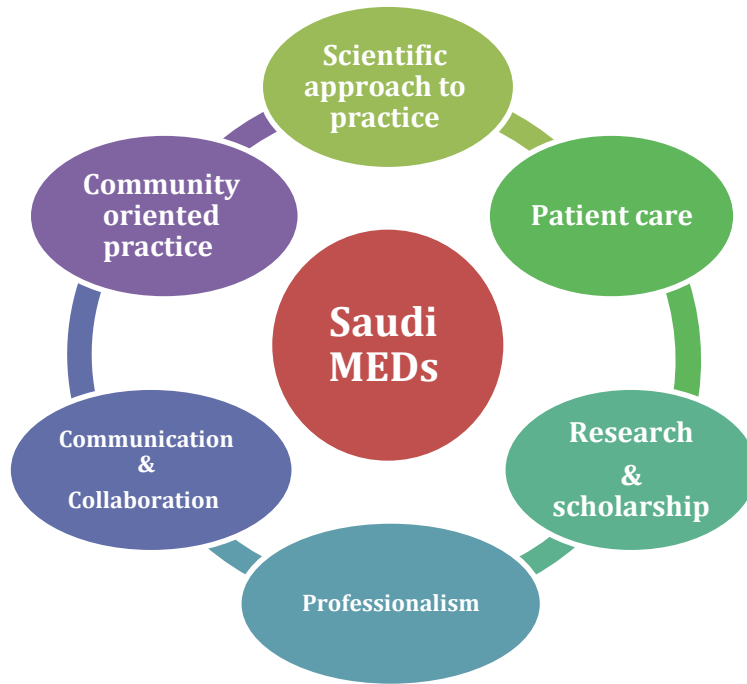 Scientific
approach to
practice
Patient care
Research
&
scholarship
Professionalism
Communication
&
Collaboration
Community
oriented
practice
Saudi
MEDs